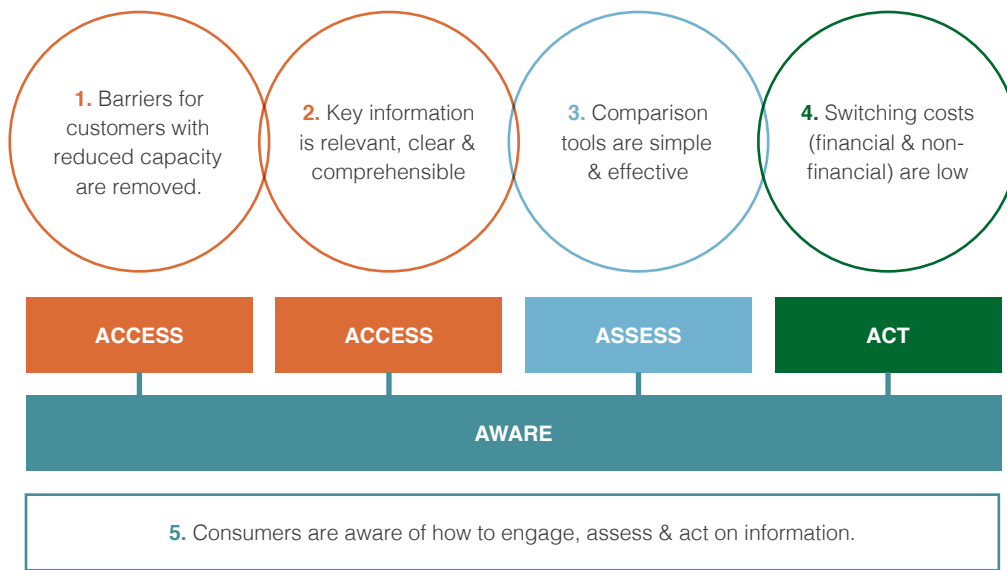 1. Barriers for
customers with
reduced capacity
are removed.
2. Key information
is relevant, clear &
comprehensible
3. Comparison
tools are simple
& effective
4. Switching costs
(financial & non-
financial) are low
ACCESS
ACCESS
ASSESS
ACT
AWARE
5. Consumers are aware of how to engage, assess & act on information.